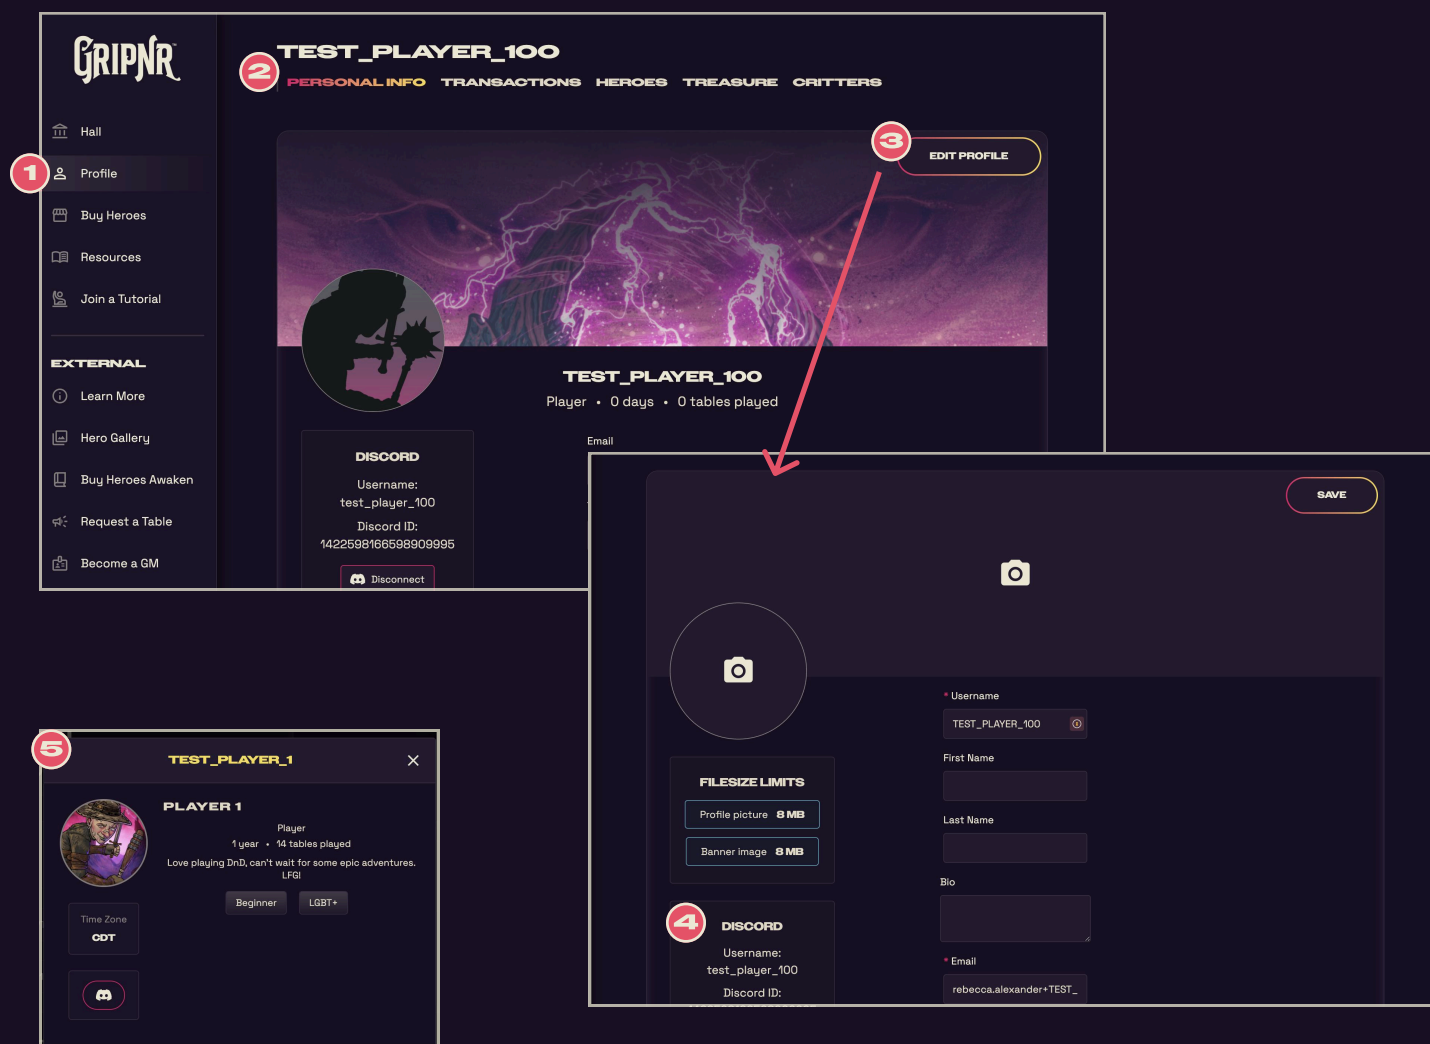 GRIPNR
Hall
Profile
Buy Heroes
Resources
Join a Tutorial
EXTERNAL
Learn More
Hero Gallery
Buy Heroes Awaken
Request a Table
Become a GM
1
TEST_PLAYER_100
2
PERSONAL INFO TRANSACTIONS HEROES TREASURE CRITTERS
3
EDIT PROFILE
TEST_PLAYER_100
Player • 0 days • 0 tables played
Email
DISCORD
Username:
test_player_100
Discord ID:
1422598166598909995
Disconnect
SAVE
* Username
TEST_PLAYER_100
First Name
Last Name
Bio
* Email
rebecca.alexander+TEST_
FILESIZE LIMITS
Profile picture 8 MB
Banner image 8 MB
4
DISCORD
Username:
test_player_100
Discord ID:
5
TEST_PLAYER_1
PLAYER 1
Player
1 year • 14 tables played
Love playing DnD, can't wait for some epic adventures.
LFG!
Beginner LGBT+
Time Zone
CDT